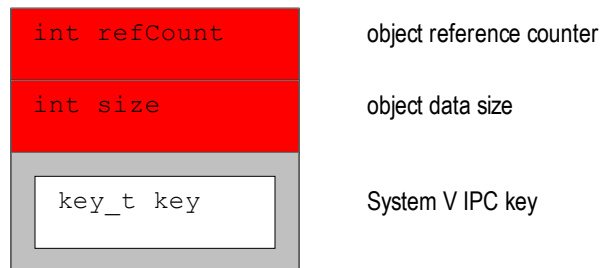 int refCount object reference counter
int size object data size
key_t key System V IPC key